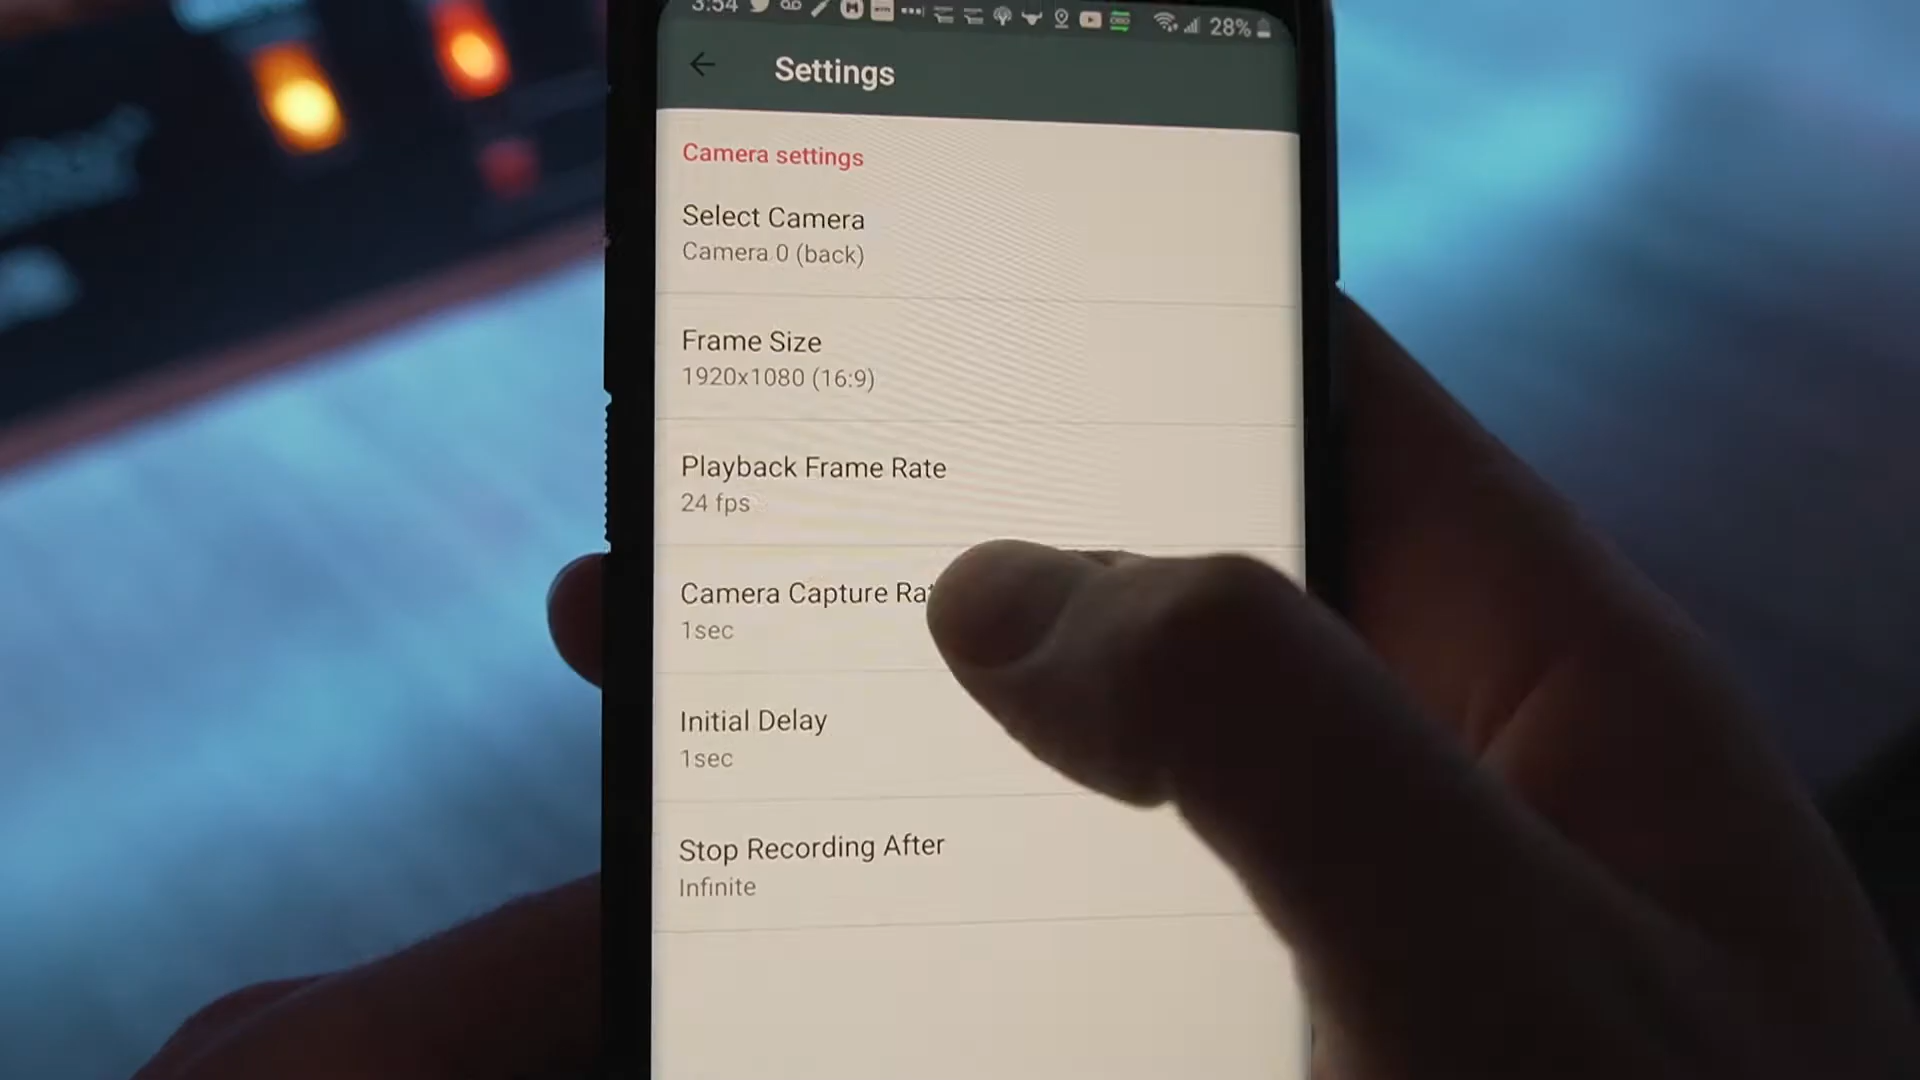 3:54
28%
Settings
Camera settings
Select Camera
Camera 0 (back)
Frame Size
1920x1080 (16:9)
Playback Frame Rate
24 fps
Camera Capture Rat
1sec
Initial Delay
1sec
Stop Recording After
Infinite